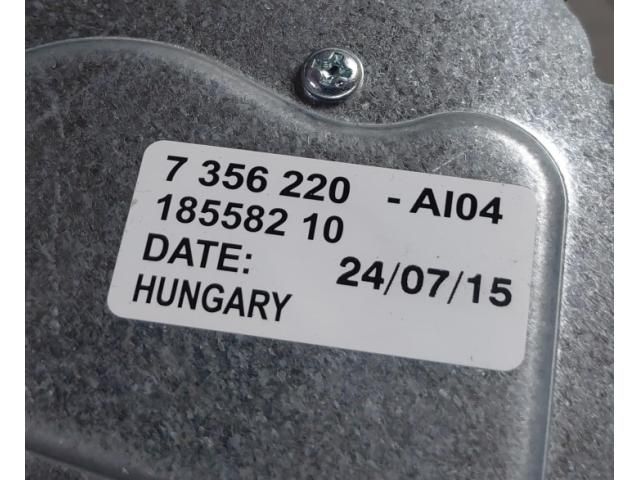 7 356 220 - AI04
185582 10
DATE: 24/07/15
HUNGARY